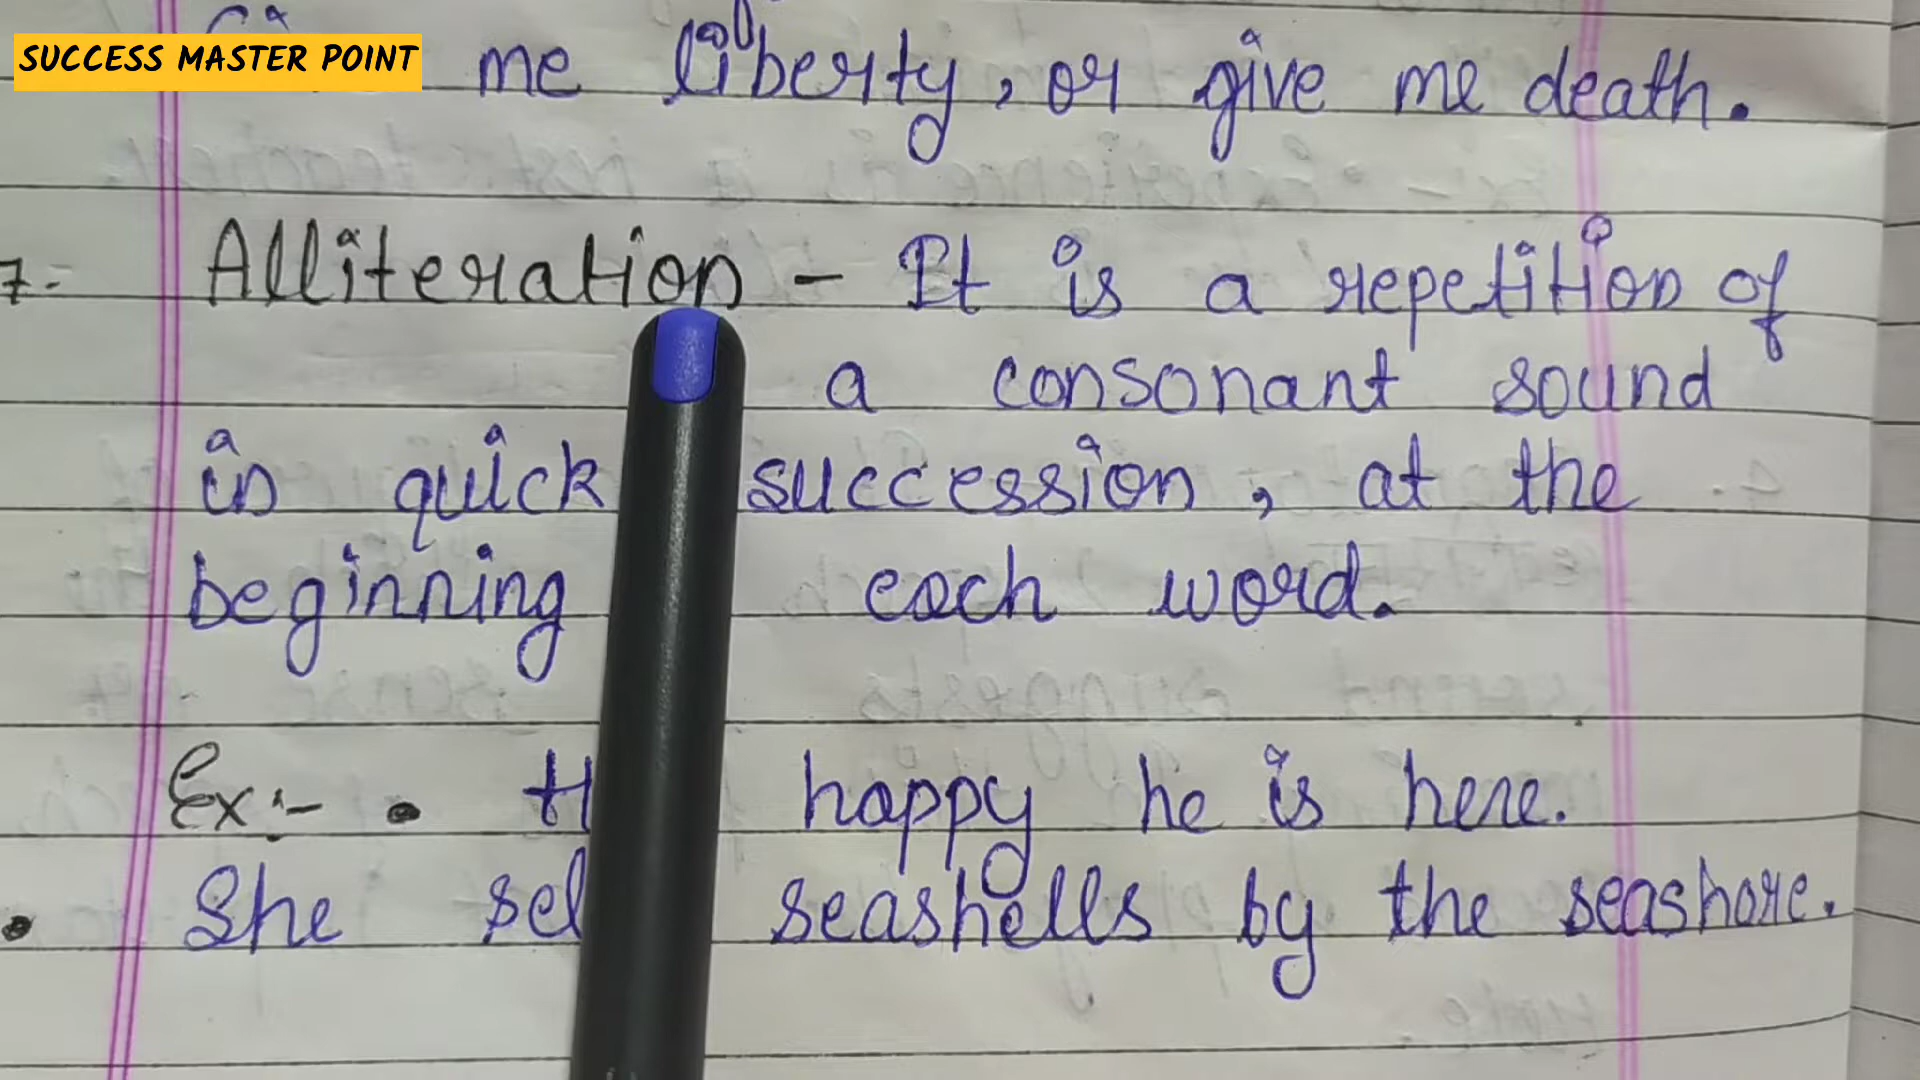 SUCCESS MASTER POINT
me liberty, or give me death.
7- Alliteration - It is a repetition of
a consonant sound
in quick succession, at the
beginning each word.
Ex:- • happy he is here.
• She seashells by the seashore.